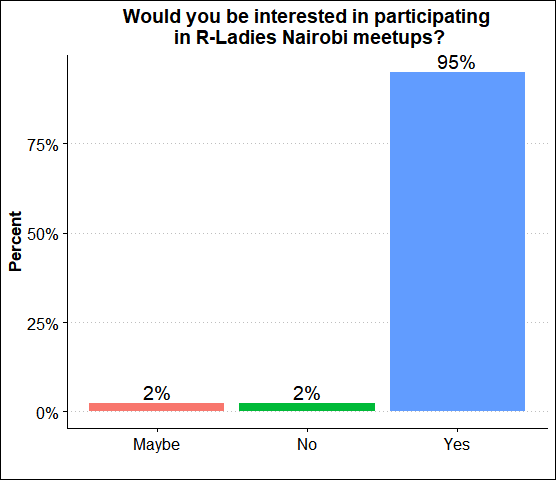 Would you be interested in participating
in R-Ladies Nairobi meetups?
95%
75%
50%
25%
0%
Percent
2%
2%
Maybe
No
Yes